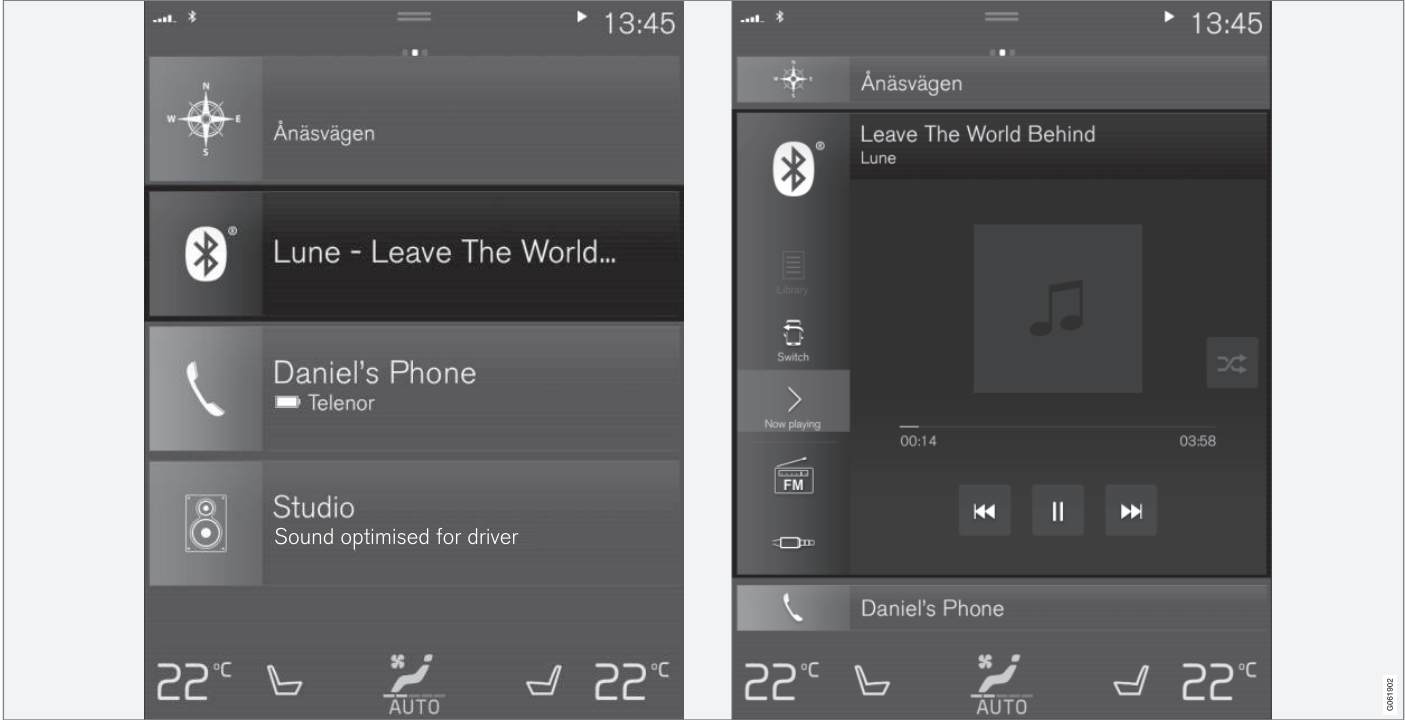 13:45
N
W E
S
Ånäsvägen
®
Lune - Leave The World...
Daniel's Phone
Telenor
Studio
Sound optimised for driver
22°C
AUTO
22°C
13:45
N
W E
S
Ånäsvägen
®
Leave The World Behind
Lune
Library
Switch
Now playing
00:14
03:58
FM
Daniel's Phone
22°C
AUTO
22°C
G061902